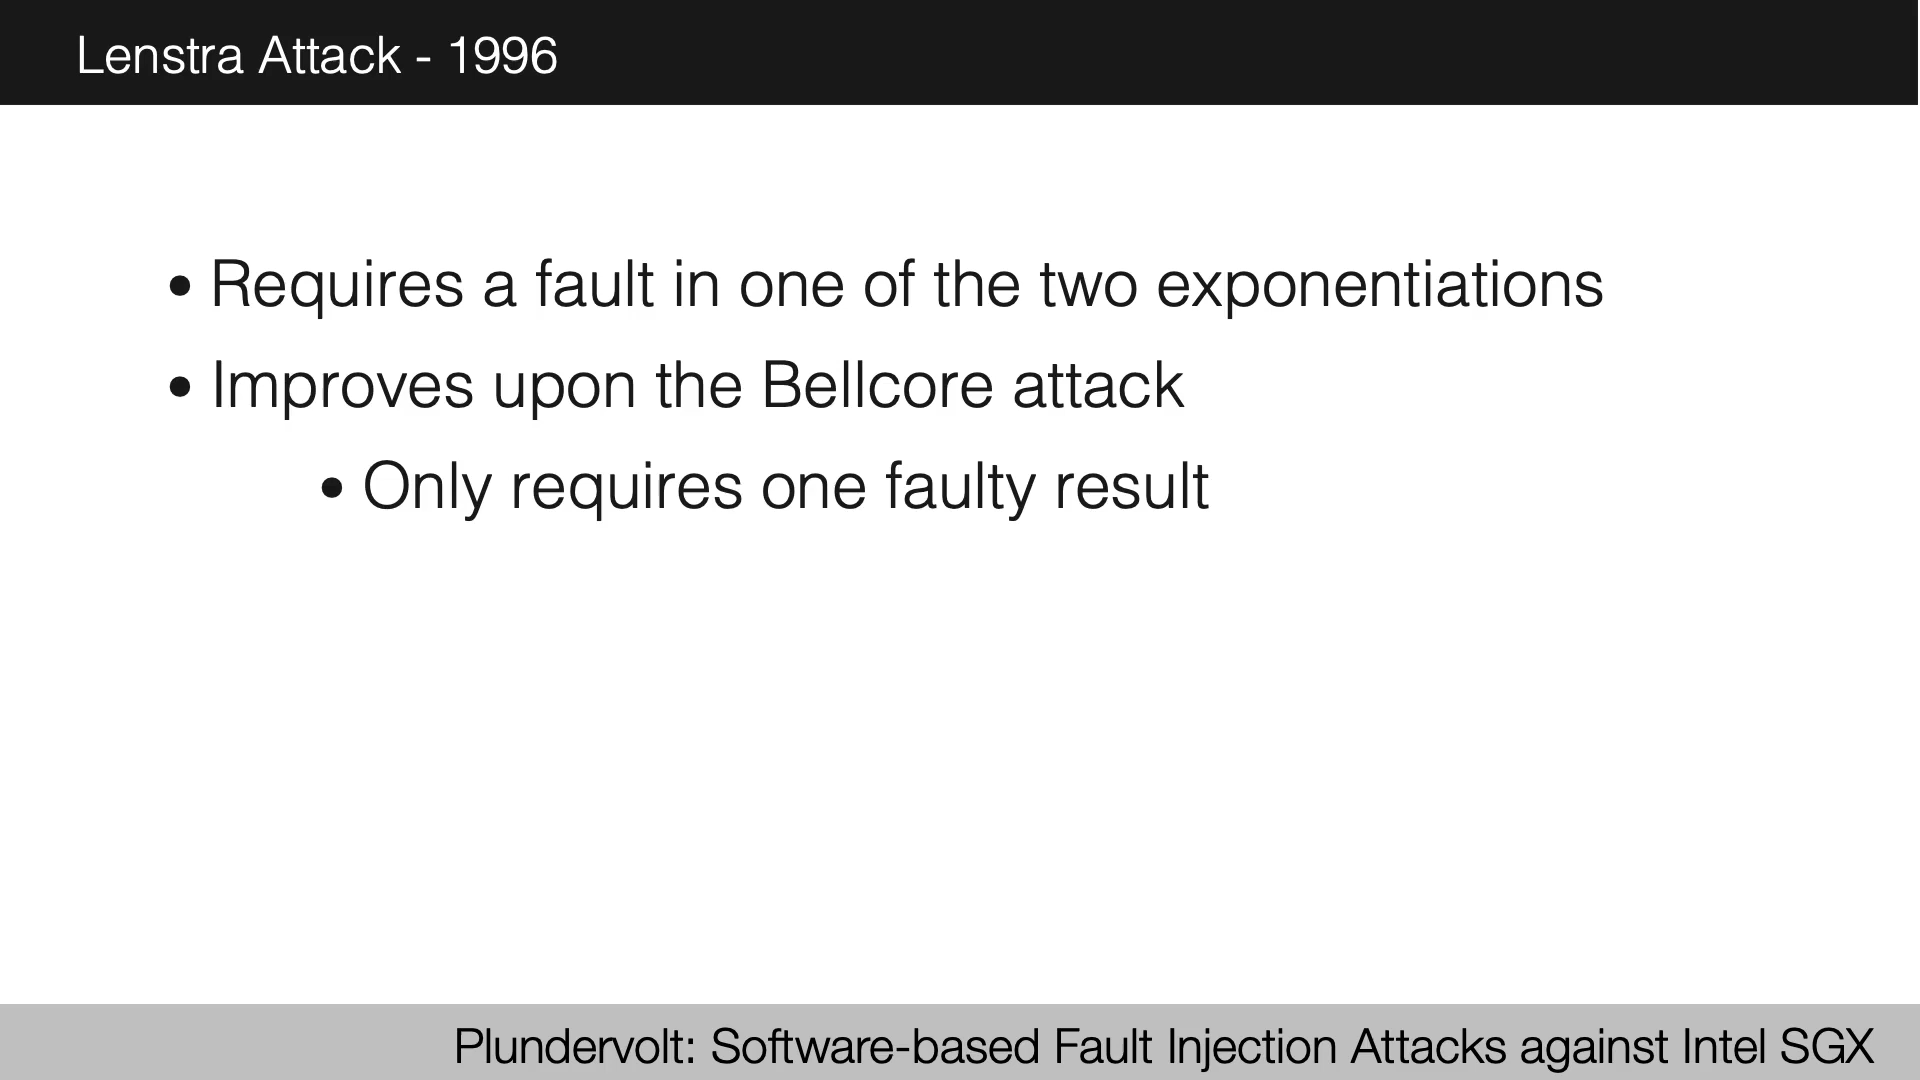 Lenstra Attack - 1996
• Requires a fault in one of the two exponentiations
• Improves upon the Bellcore attack
• Only requires one faulty result
Plundervolt: Software-based Fault Injection Attacks against Intel SGX